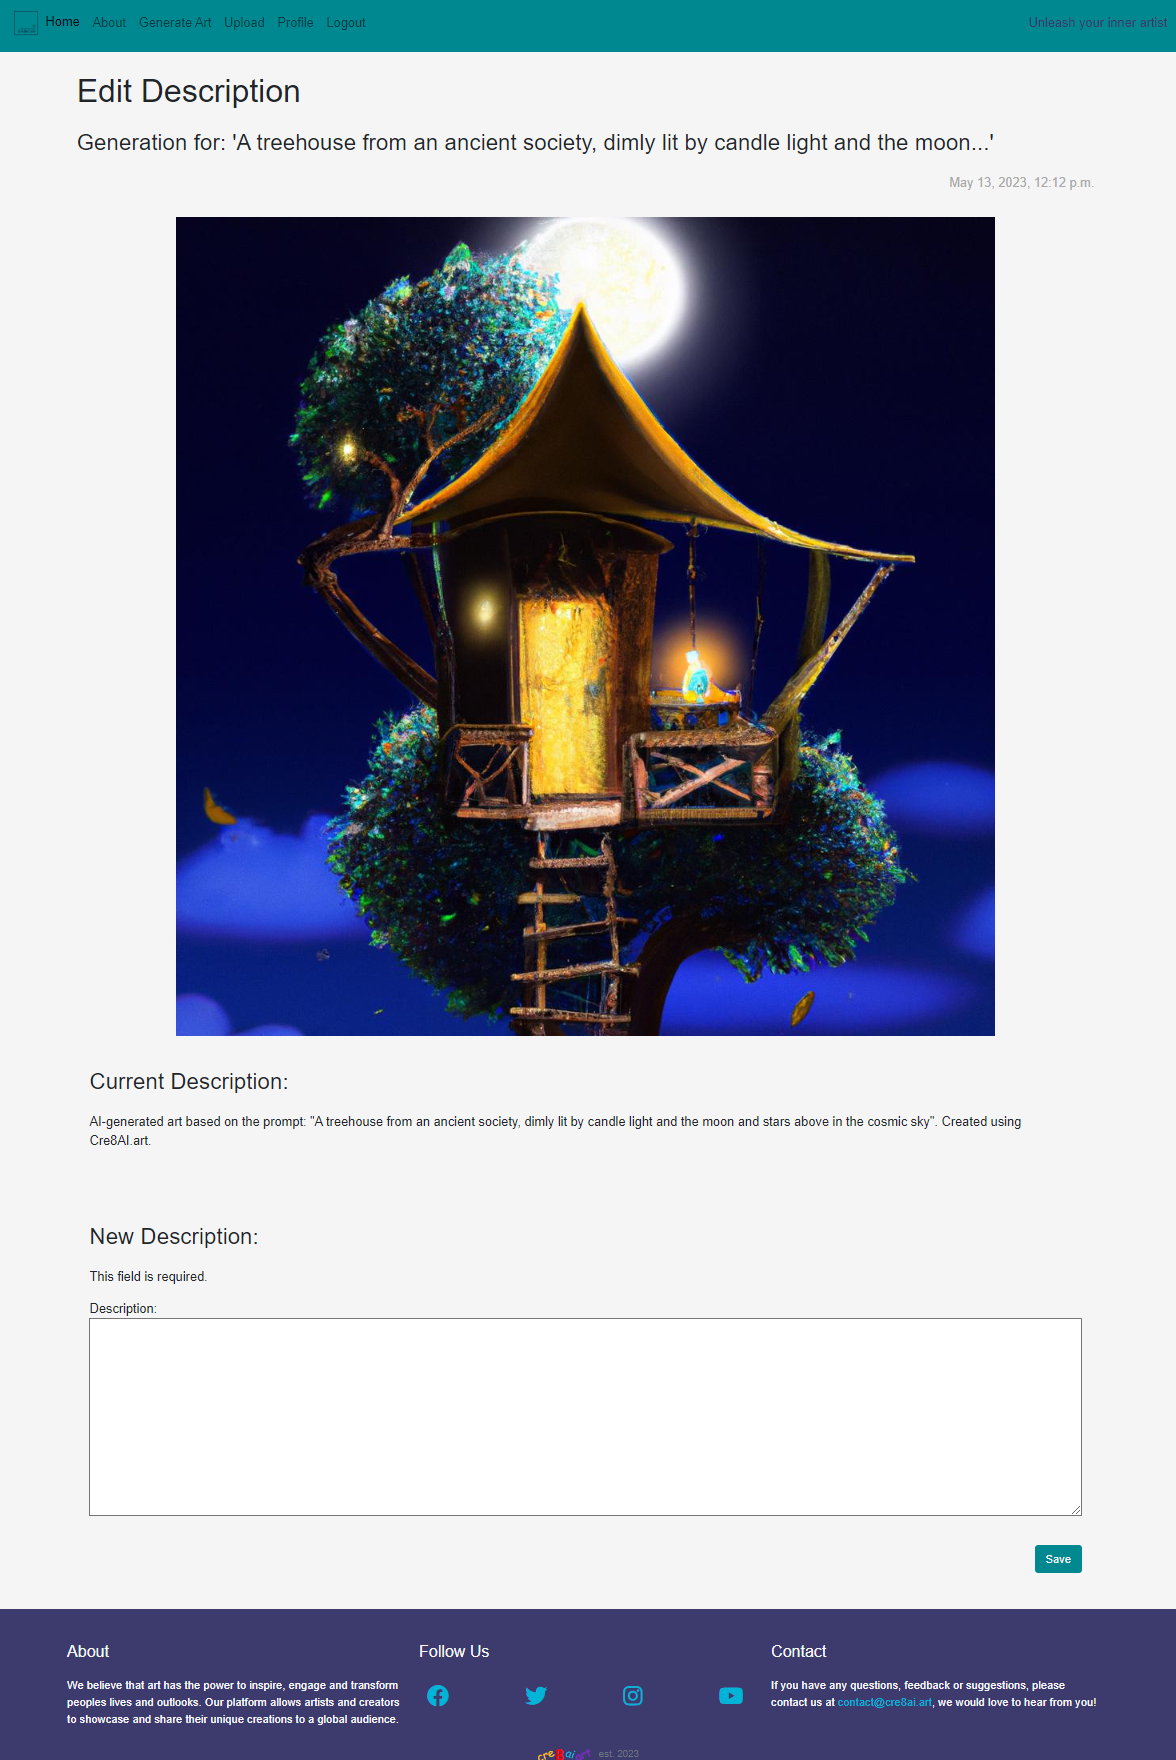 Home About Generate Art Upload Profile Logout Unleash your inner artist
Edit Description
Generation for: 'A treehouse from an ancient society, dimly lit by candle light and the moon...'
May 13, 2023, 12:12 p.m.
Current Description:
AI-generated art based on the prompt: "A treehouse from an ancient society, dimly lit by candle light and the moon and stars above in the cosmic sky". Created using
Cre8AI.art.
New Description:
This field is required.
Description:
Save
About
We believe that art has the power to inspire, engage and transform
peoples lives and outlooks. Our platform allows artists and creators
to showcase and share their unique creations to a global audience.
Follow Us
Contact
If you have any questions, feedback or suggestions, please
contact us at contact@cre8ai.art, we would love to hear from you!
cre8aiart est. 2023